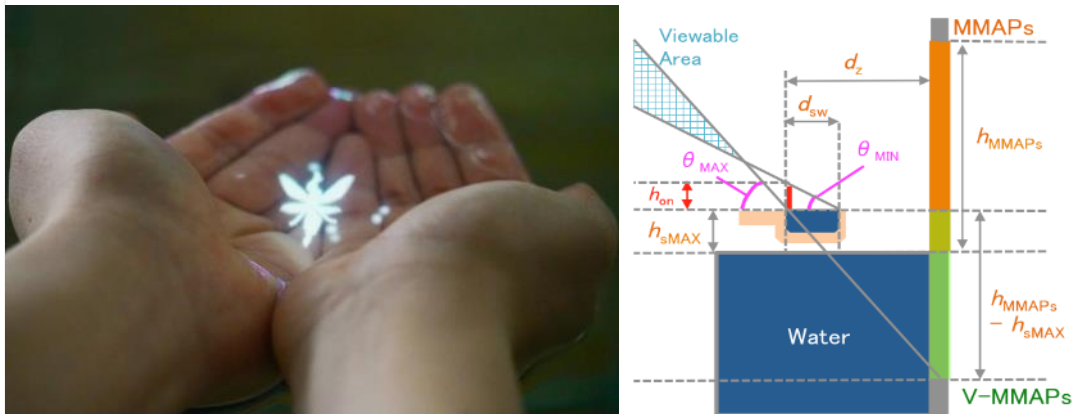 MMAPs
Viewable
Area
d_z
d_sw
h_MMAPs
θ_MAX
θ_MIN
h_on
h_sMAX
h_MMAPs
– h_sMAX
Water
V-MMAPs